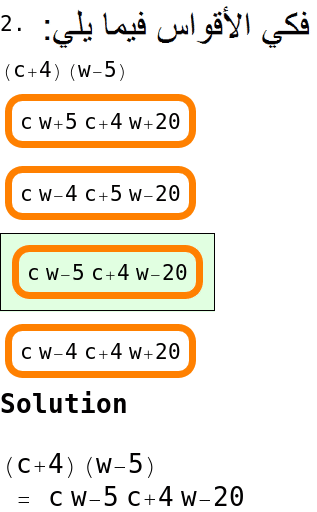 2. فكي الأقواس فيما يلي:
(c+4) (w−5)
c w+5 c+4 w+20
c w−4 c+5 w−20
c w−5 c+4 w−20
c w−4 c+4 w+20
Solution
(c+4) (w−5)
= c w−5 c+4 w−20